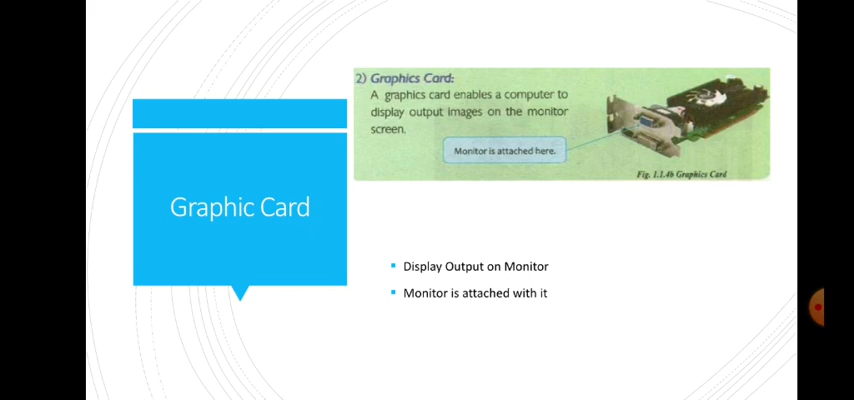 Graphic Card
2) Graphics Card:
A graphics card enables a computer to
display output images on the monitor
screen.
Monitor is attached here.
Fig. 1.1.4b Graphics Card
Display Output on Monitor
Monitor is attached with it